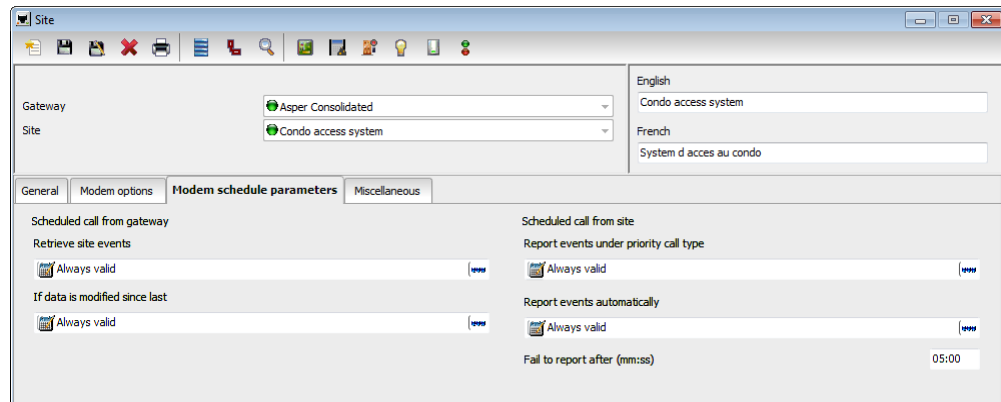 Site
English
Gateway
Asper Consolidated
Condo access system
Site
Condo access system
French
System d acces au condo
General
Modem options
Modem schedule parameters
Miscellaneous
Scheduled call from gateway
Scheduled call from site
Retrieve site events
Report events under priority call type
Always valid
Always valid
If data is modified since last
Report events automatically
Always valid
Always valid
Fail to report after (mm:ss)
05:00